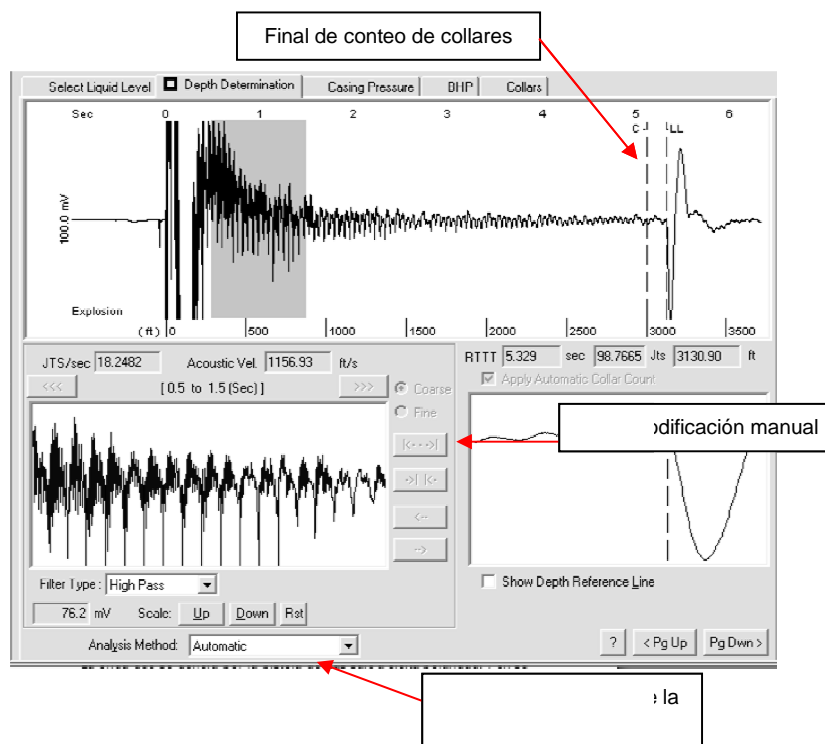 Final de conteo de collares
Select Liquid Level Depth Determination Casing Pressure BHP Collars
Sec 0 1 2 3 4 5 6
C LL
100.0 mV
Explosion
(ft) 0 500 1000 1500 2000 2500 3000 3500
JTS/sec 18.2482 Acoustic Vel. 1156.93 ft/s
<<< [ 0.5 to 1.5 (Sec) ] >>>
Coarse
Fine
|<--->|
->| |<-
<--
-->
Filter Type: High Pass
76.2 mV Scale: Up Down Rst
Analysis Method: Automatic
RTTT 5.329 sec 98.7665 Jts 3130.90 ft
Apply Automatic Collar Count
odificación manual
Show Depth Reference Line
? < Pg Up Pg Dwn >
la